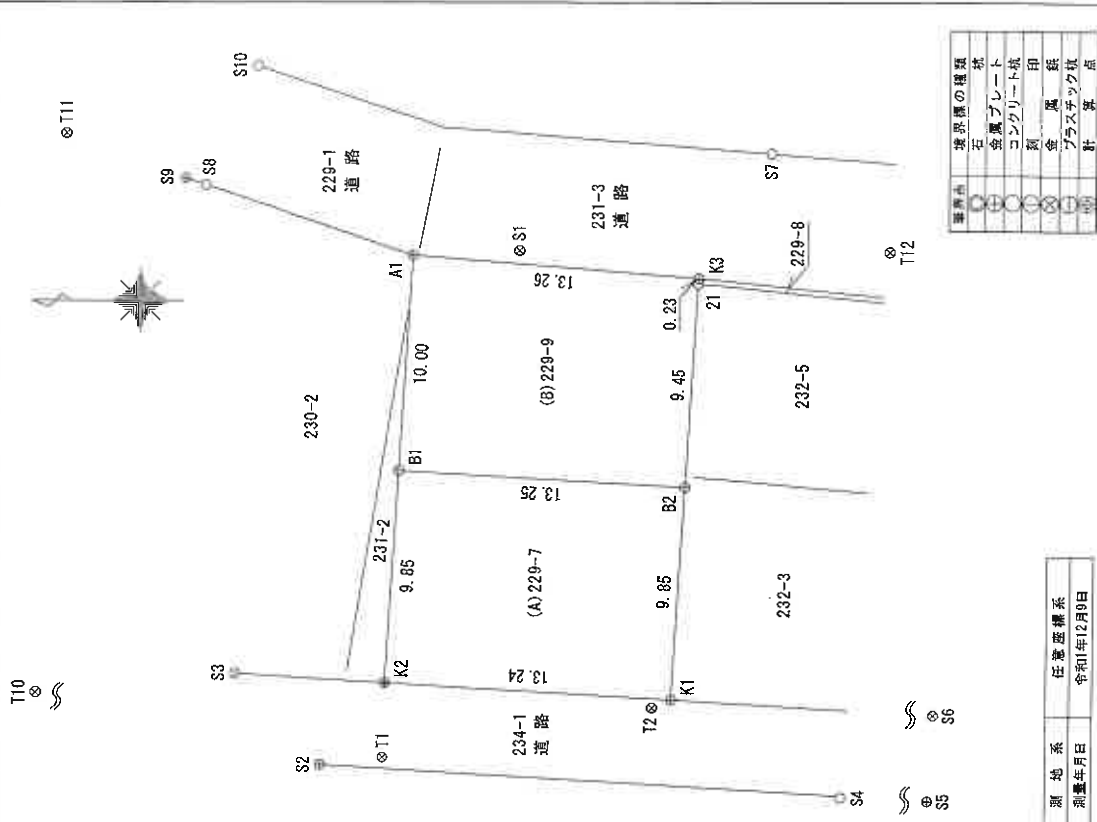 T11
S10
S9
S8
229-1
道路
T10
S3
230-2
A1
231-3
道路
S7
S1
13.26
10.00
K3
229-8
T12
0.23
21
(B)229-9
9.45
232-5
B1
13.25
B2
231-2
9.85
(A)229-7
9.85
232-3
K2
13.24
K1
T2
234-1
道路
T1
S2
S4
S5
S6
境界標の種類
石杭
金属プレート
コンクリート杭
刻印
金属鋲
プラスチック杭
計算点
測地系 任意座標系
測量年月日 令和1年12月9日